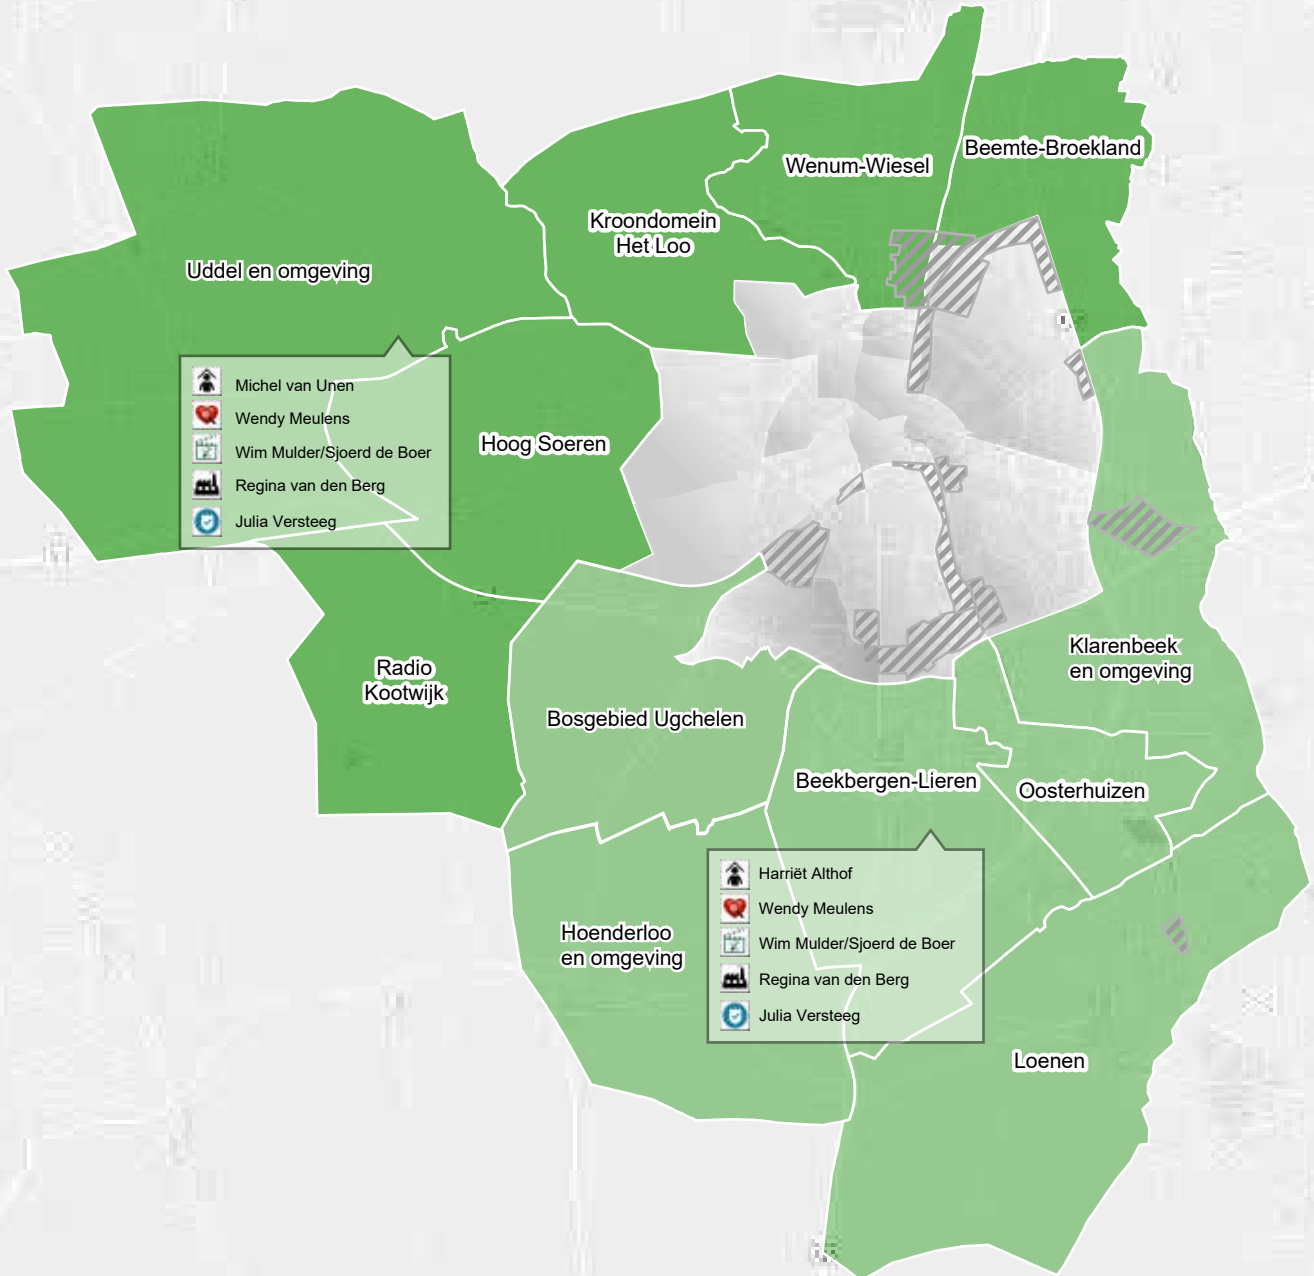 Beemte-Broekland
Wenum-Wiesel
Kroondomein
Het Loo
Uddel en omgeving
Michel van Unen
Wendy Meulens
Wim Mulder/Sjoerd de Boer
Regina van den Berg
Julia Versteeg
Hoog Soeren
Klarenbeek
en omgeving
Radio
Kootwijk
Bosgebied Ugchelen
Beekbergen-Lieren
Oosterhuizen
Harriët Althof
Wendy Meulens
Wim Mulder/Sjoerd de Boer
Regina van den Berg
Julia Versteeg
Hoenderloo
en omgeving
Loenen